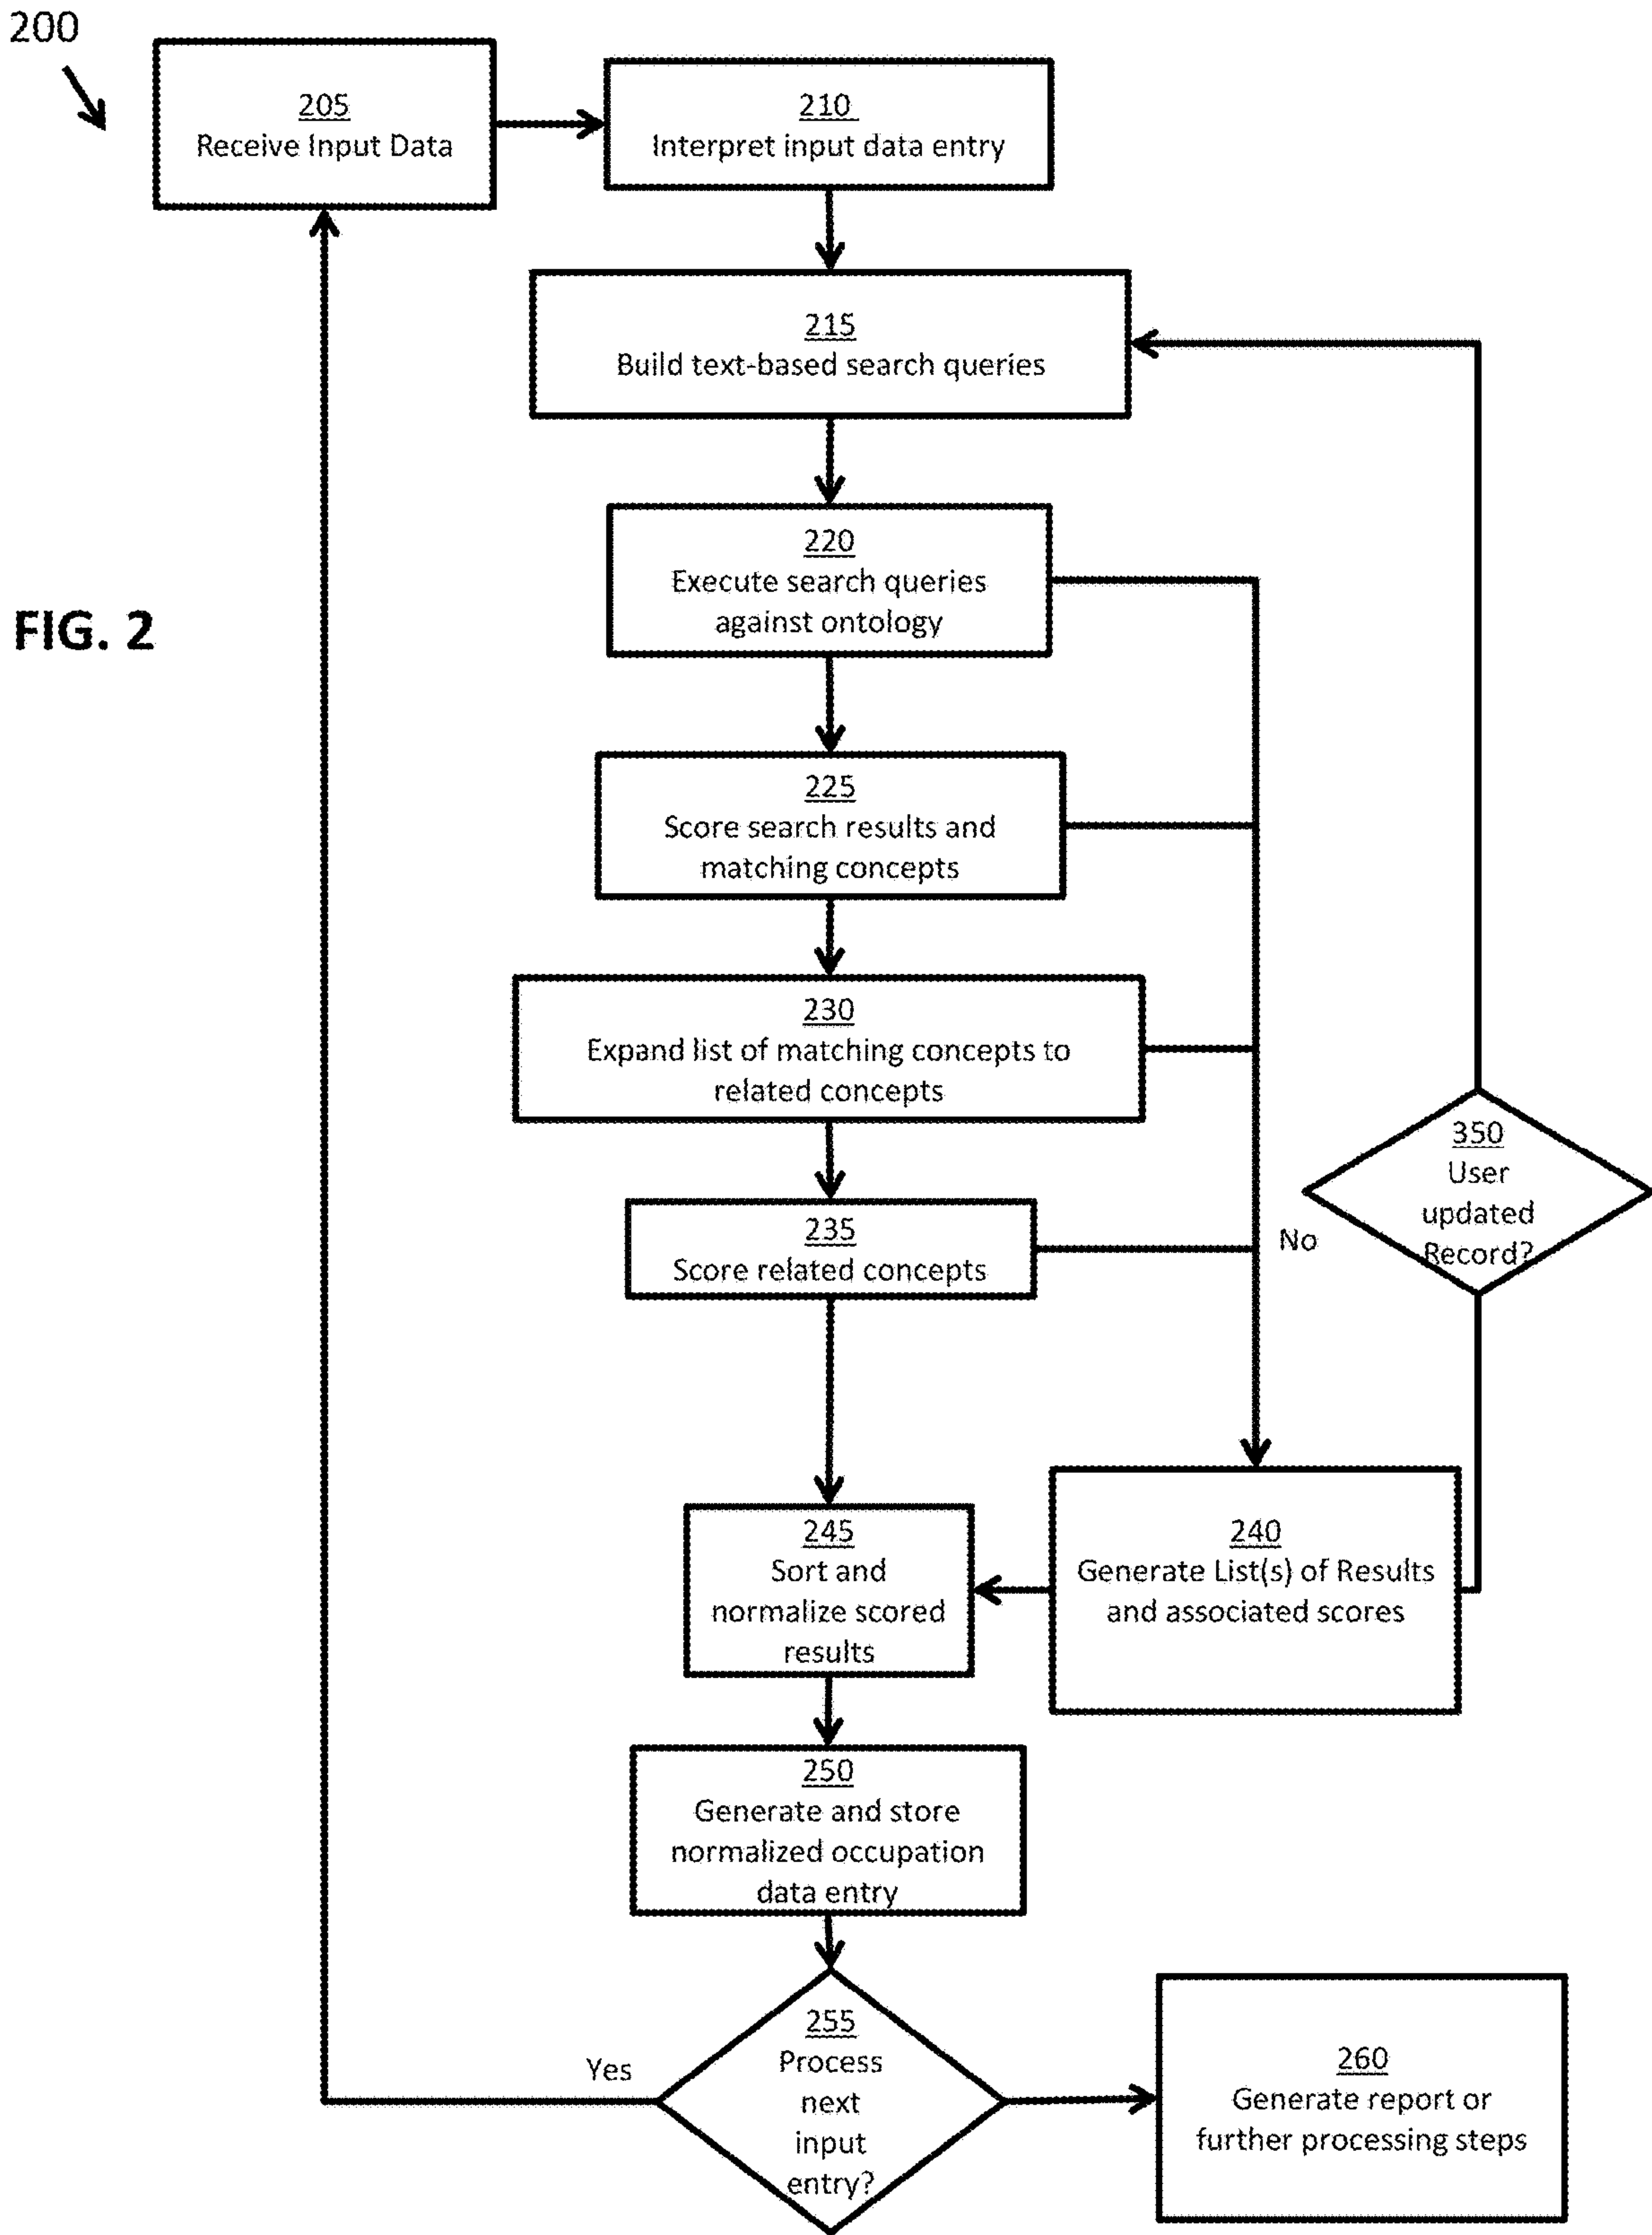 200
205
Receive Input Data
210
Interpret input data entry
215
Build text-based search queries
220
Execute search queries
against ontology
FIG. 2
225
Score search results and
matching concepts
230
Expand list of matching concepts to
related concepts
350
User
updated
Record?
235
Score related concepts
No
240
Generate List(s) of Results
and associated scores
245
Sort and
normalize scored
results
250
Generate and store
normalized occupation
data entry
255
Process
next
input
entry?
Yes
260
Generate report or
further processing steps